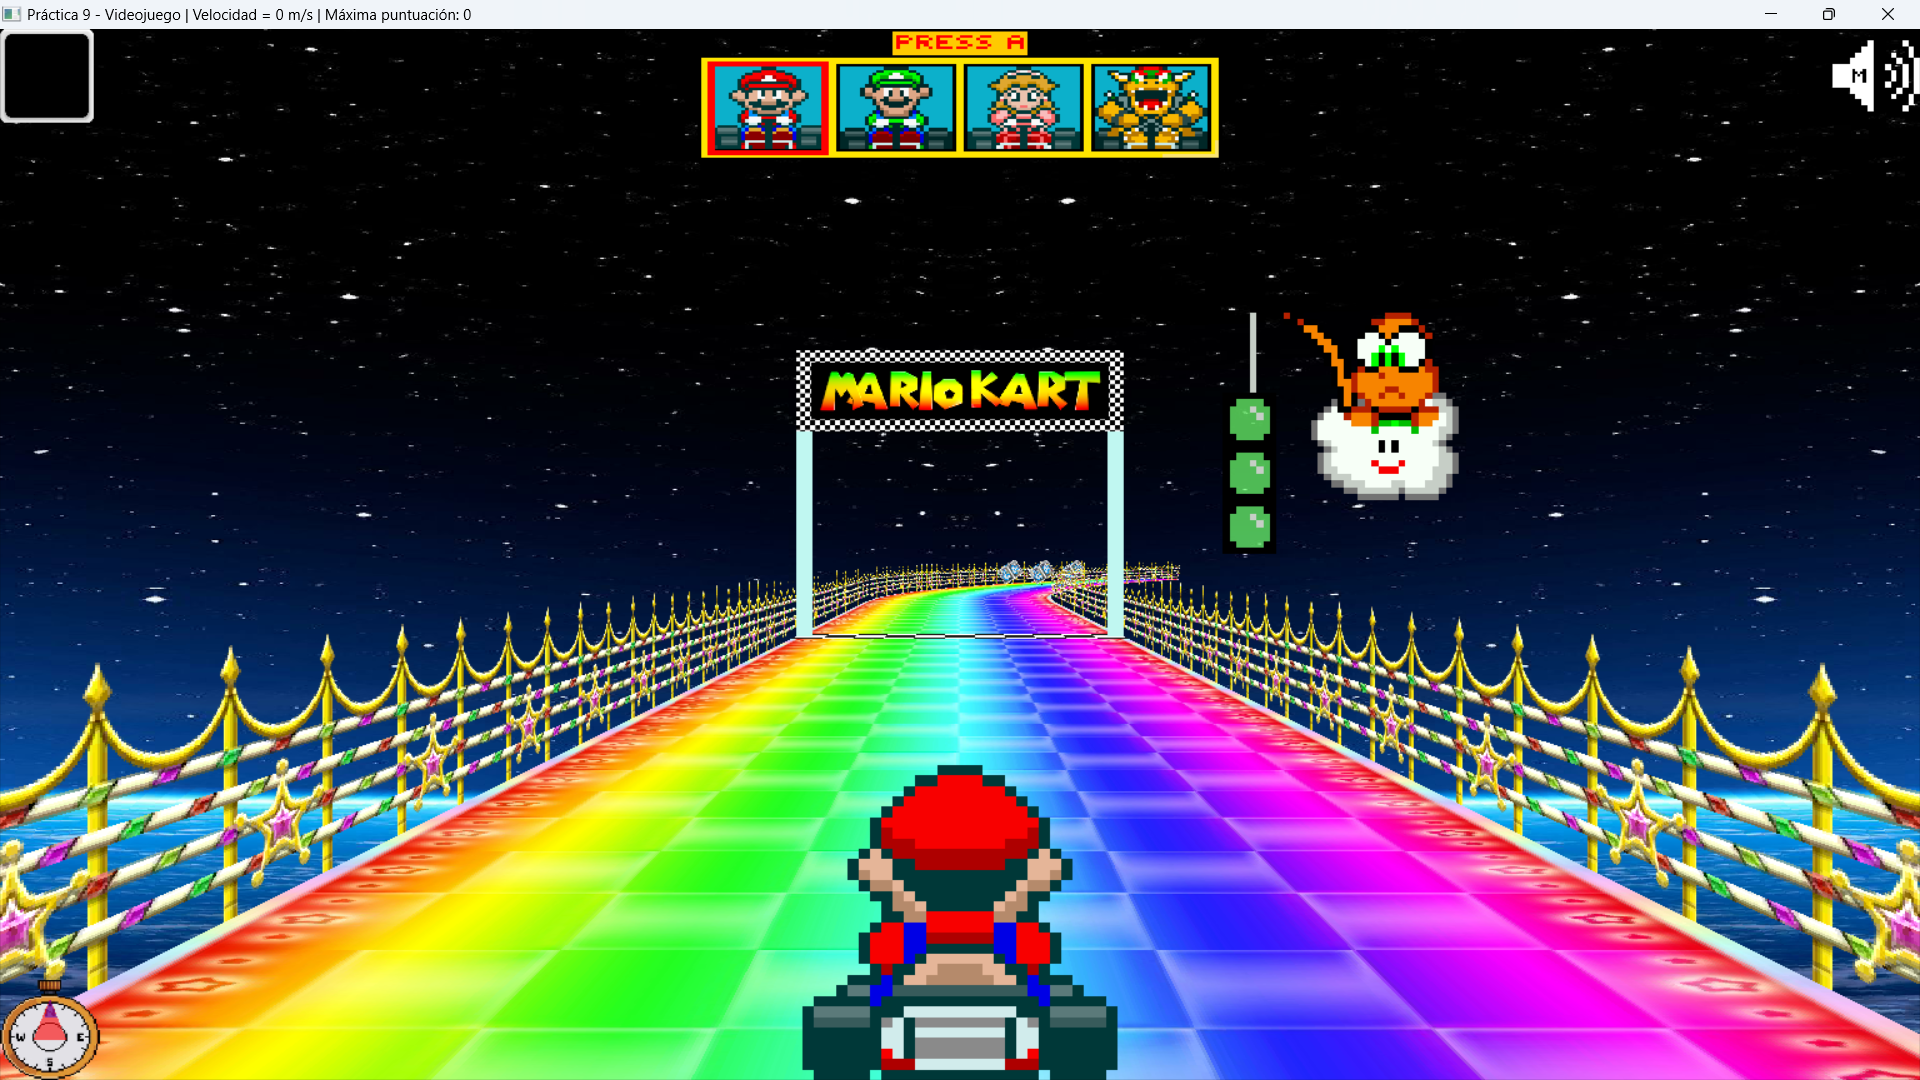 Práctica 9 - Videojuego | Velocidad = 0 m/s | Máxima puntuación: 0
PRESS A
M
MARIO KART
W E
S